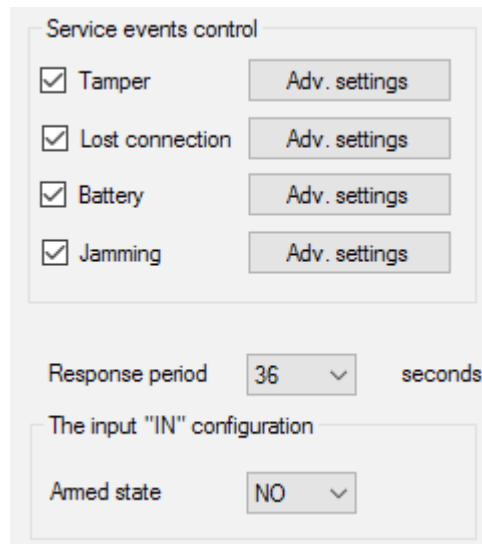 Service events control
Tamper Adv. settings
Lost connection Adv. settings
Battery Adv. settings
Jamming Adv. settings
Response period 36 seconds
The input "IN" configuration
Armed state NO